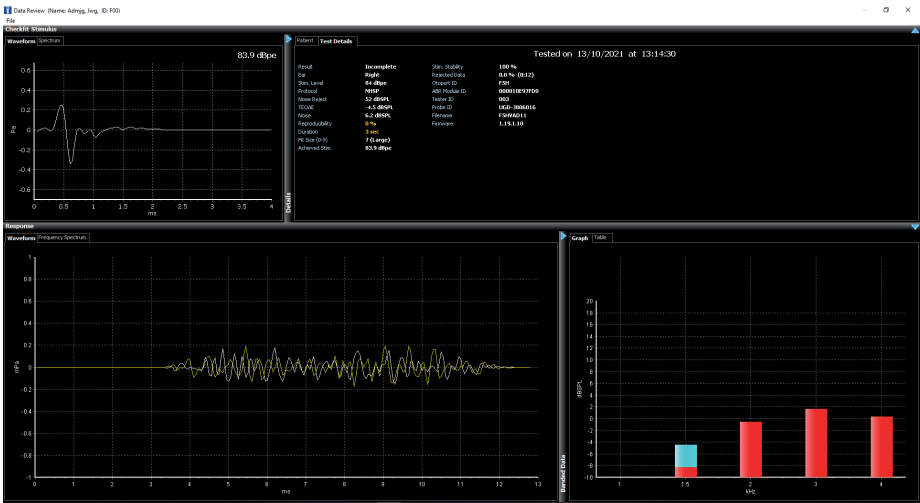 Data Review (Name: Admjg, Jwg, ID: F00)
File
Checkfit Stimulus
Waveform Spectrum
83.9 dBpe
0.6
0.4
0.2
0
-0.2
-0.4
-0.6
Pa
0 0.5 1 1.5 2 2.5 3 3.5 4
ms
Details
Patient Test Details
Tested on 13/10/2021 at 13:14:30
Result Incomplete Stim. Stability 100 %
Ear Right Rejected Data 0.0 % (0:12)
Stim. Level 84 dBpe Otoport ID F5H
Protocol NHSP ABR Module ID 000010E97FD0
Noise Reject 52 dBSPL Tester ID 003
TEOAE -4.5 dBSPL Probe ID UGD-J806016
Noise 6.2 dBSPL Filename F5HYAD11
Reproducibility 0 % Firmware 1.19.1.10
Duration 3 sec
Fit Size (0-9) 7 (Large)
Achieved Stim. 83.9 dBpe
Response
Waveform Frequency Spectrum
1
0.8
0.6
0.4
0.2
0
-0.2
-0.4
-0.6
-0.8
-1
mPa
0 1 2 3 4 5 6 7 8 9 10 11 12 13
ms
Banded Data
Graph Table
20
18
16
14
12
10
8
6
4
2
0
-2
-4
-6
-8
-10
dBSPL
1 1.5 2 3 4
kHz